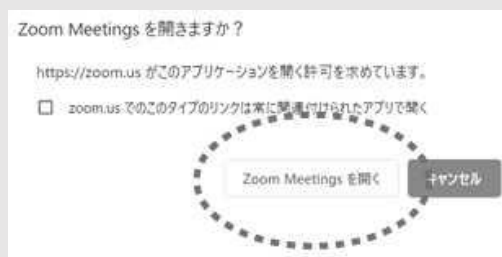 Zoom Meetings を開きますか？
https://zoom.us がこのアプリケーションを開く許可を求めています。
zoom.us でのこのタイプのリンクは常に関連付けられたアプリで開く
Zoom Meetings を開く
キャンセル